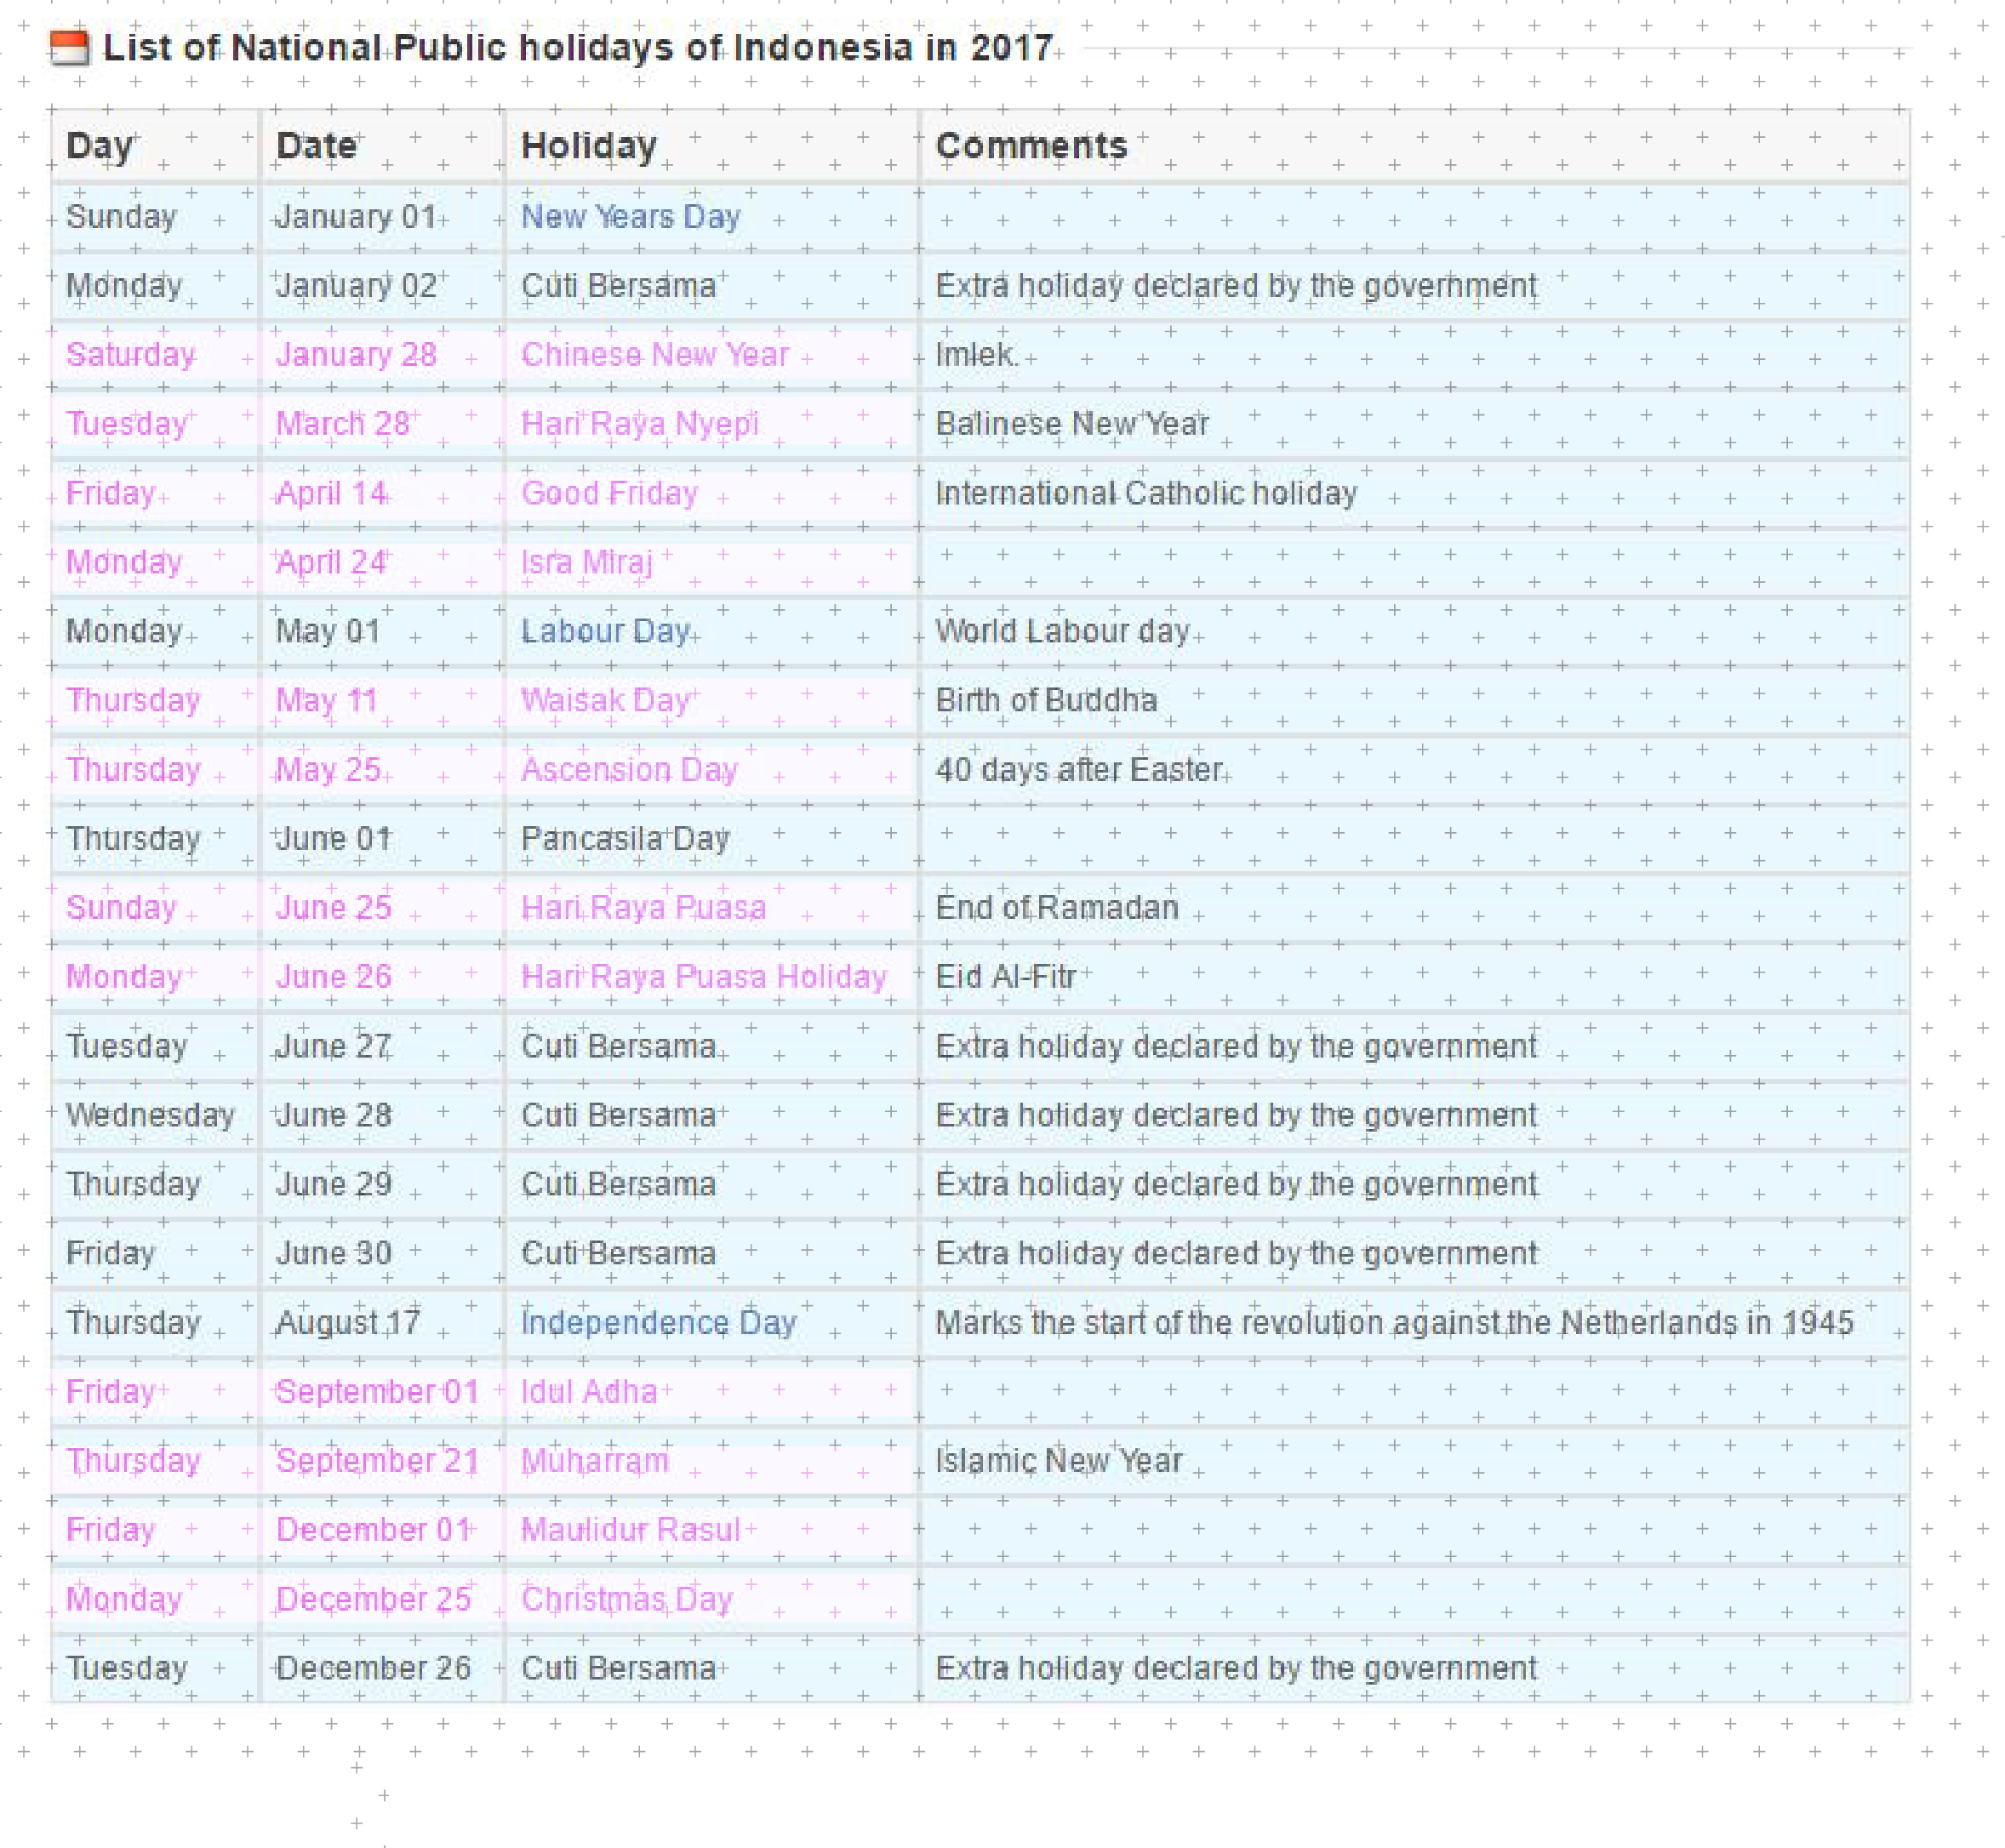 List of National Public holidays of Indonesia in 2017
Day Date Holiday Comments
Sunday January 01 New Years Day
Monday January 02 Cuti Bersama Extra holiday declared by the government
Saturday January 28 Chinese New Year Imlek.
Tuesday March 28 Hari Raya Nyepi Balinese New Year
Friday April 14 Good Friday International Catholic holiday
Monday April 24 Isra Miraj
Monday May 01 Labour Day World Labour day
Thursday May 11 Waisak Day Birth of Buddha
Thursday May 25 Ascension Day 40 days after Easter
Thursday June 01 Pancasila Day
Sunday June 25 Hari Raya Puasa End of Ramadan
Monday June 26 Hari Raya Puasa Holiday Eid Al-Fitr
Tuesday June 27 Cuti Bersama Extra holiday declared by the government
Wednesday June 28 Cuti Bersama Extra holiday declared by the government
Thursday June 29 Cuti Bersama Extra holiday declared by the government
Friday June 30 Cuti Bersama Extra holiday declared by the government
Thursday August 17 Independence Day Marks the start of the revolution against the Netherlands in 1945
Friday September 01 Idul Adha
Thursday September 21 Muharram Islamic New Year
Friday December 01 Maulidur Rasul
Monday December 25 Christmas Day
Tuesday December 26 Cuti Bersama Extra holiday declared by the government